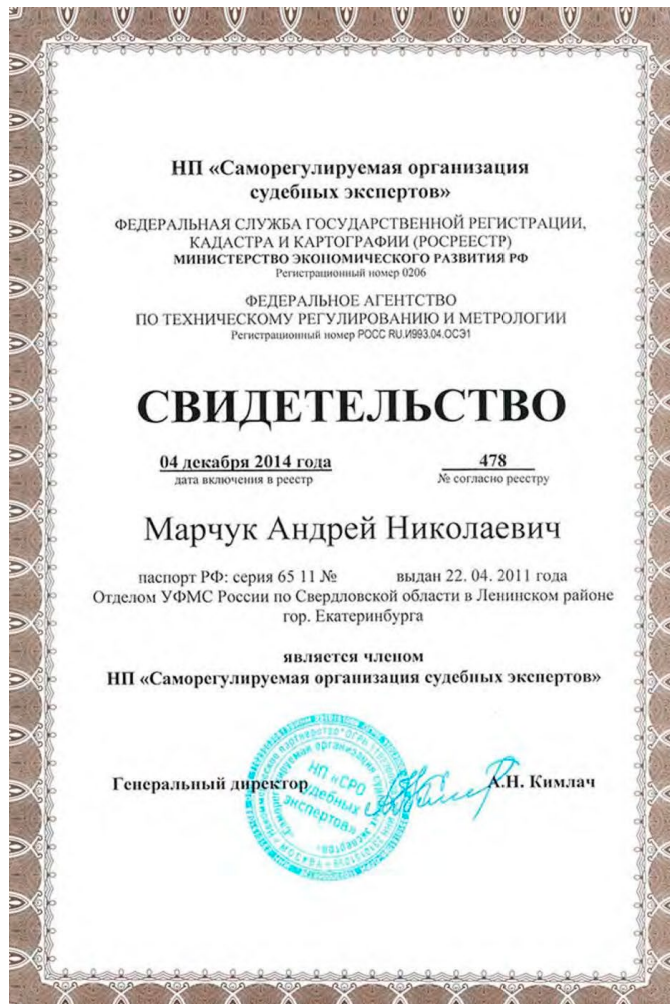 НП «Саморегулируемая организация
судебных экспертов»
ФЕДЕРАЛЬНАЯ СЛУЖБА ГОСУДАРСТВЕННОЙ РЕГИСТРАЦИИ,
КАДАСТРА И КАРТОГРАФИИ (РОСРЕЕСТР)
МИНИСТЕРСТВО ЭКОНОМИЧЕСКОГО РАЗВИТИЯ РФ
Регистрационный номер 0206
ФЕДЕРАЛЬНОЕ АГЕНТСТВО
ПО ТЕХНИЧЕСКОМУ РЕГУЛИРОВАНИЮ И МЕТРОЛОГИИ
Регистрационный номер РОСС RU.И993.04.ОСЭ1
СВИДЕТЕЛЬСТВО
04 декабря 2014 года 478
дата включения в реестр № согласно реестру
Марчук Андрей Николаевич
паспорт РФ: серия 65 11 № выдан 22. 04. 2011 года
Отделом УФМС России по Свердловской области в Ленинском районе
гор. Екатеринбурга
является членом
НП «Саморегулируемая организация судебных экспертов»
Генеральный директор А.Н. Кимлач
НП «СРО
судебных
экспертов»